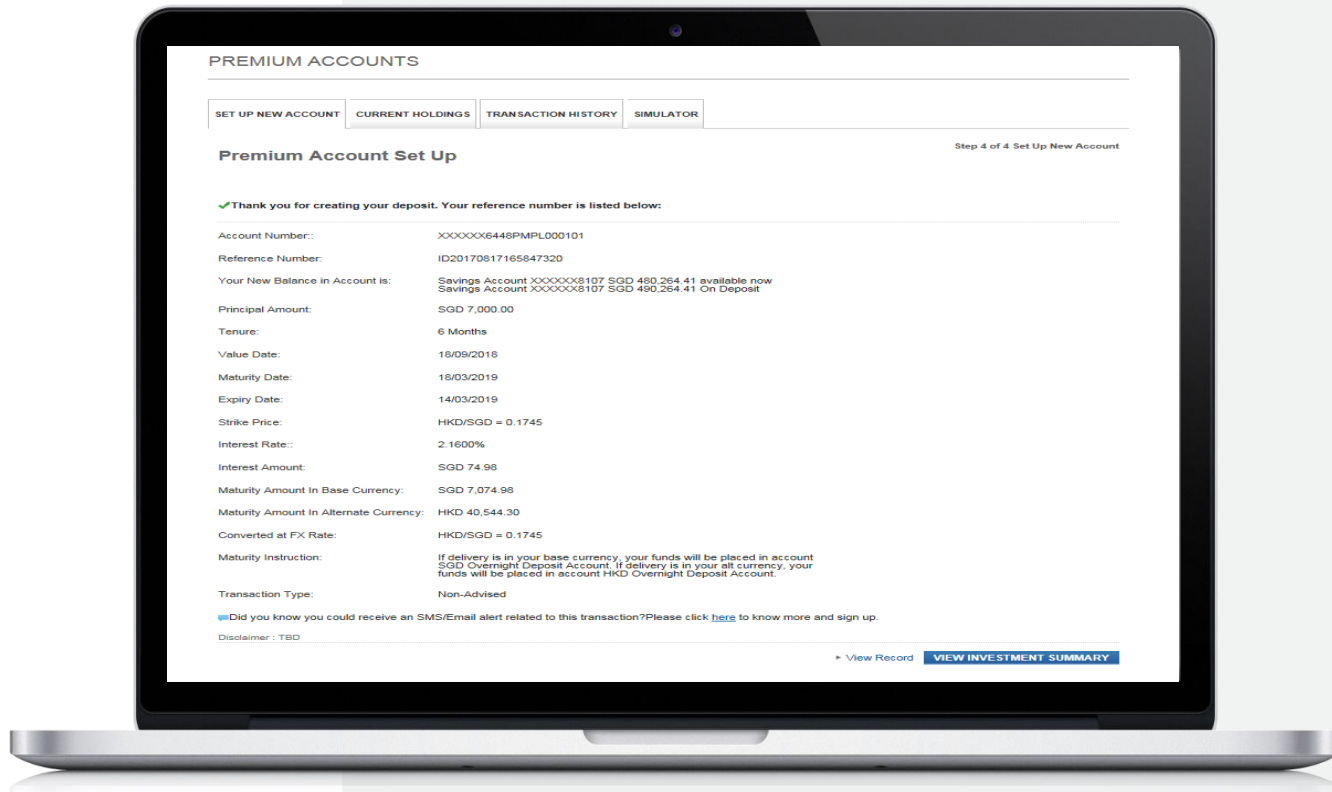 PREMIUM ACCOUNTS
SET UP NEW ACCOUNT CURRENT HOLDINGS TRANSACTION HISTORY SIMULATOR
Step 4 of 4 Set Up New Account
Premium Account Set Up
Thank you for creating your deposit. Your reference number is listed below:
Account Number:: XXXXXX6448PMPL000101
Reference Number: ID20170817165847320
Your New Balance in Account is: Savings Account XXXXXX8107 SGD 480,264.41 available now
Savings Account XXXXXX8107 SGD 490,264.41 On Deposit
Principal Amount: SGD 7,000.00
Tenure: 6 Months
Value Date: 18/09/2018
Maturity Date: 18/03/2019
Expiry Date: 14/03/2019
Strike Price: HKD/SGD = 0.1745
Interest Rate:: 2.1600%
Interest Amount: SGD 74.98
Maturity Amount In Base Currency: SGD 7,074.98
Maturity Amount In Alternate Currency: HKD 40,544.30
Converted at FX Rate: HKD/SGD = 0.1745
Maturity Instruction: If delivery is in your base currency, your funds will be placed in account
SGD Overnight Deposit Account. If delivery is in your alt currency, your
funds will be placed in account HKD Overnight Deposit Account.
Transaction Type: Non-Advised
Did you know you could receive an SMS/Email alert related to this transaction?Please click here to know more and sign up.
Disclaimer : TBD
View Record VIEW INVESTMENT SUMMARY